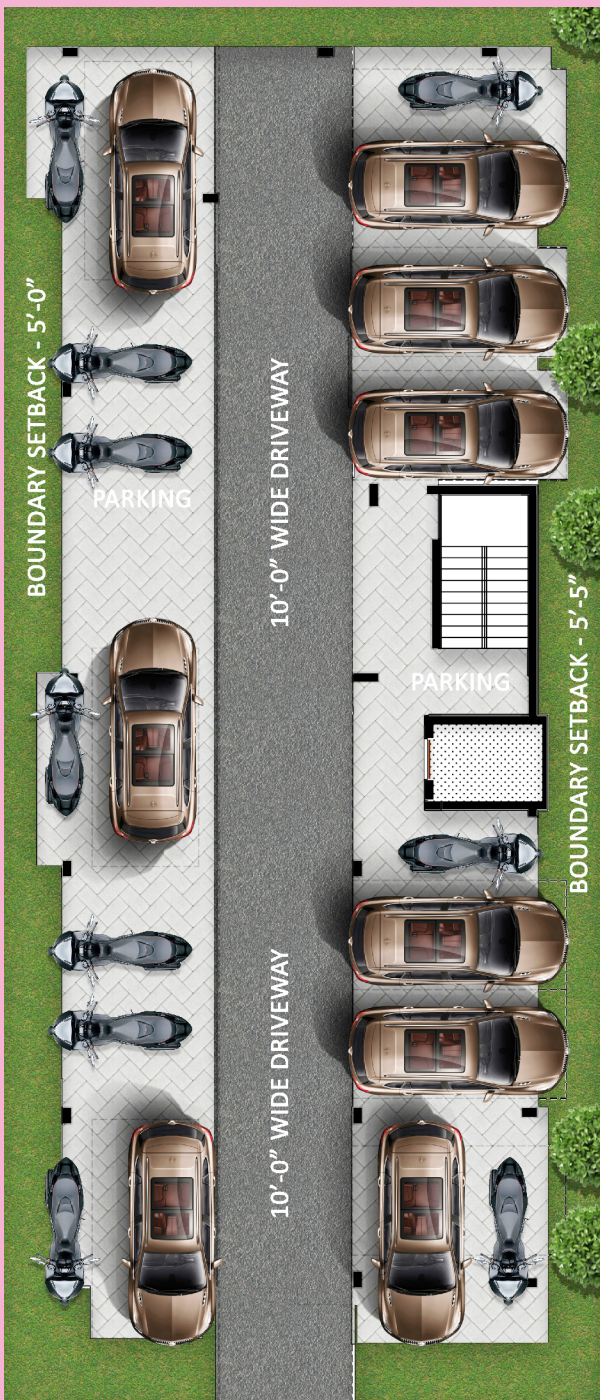 BOUNDARY SETBACK - 5'-0"
PARKING
10'-0" WIDE DRIVEWAY
PARKING
BOUNDARY SETBACK - 5'-5"
10'-0" WIDE DRIVEWAY